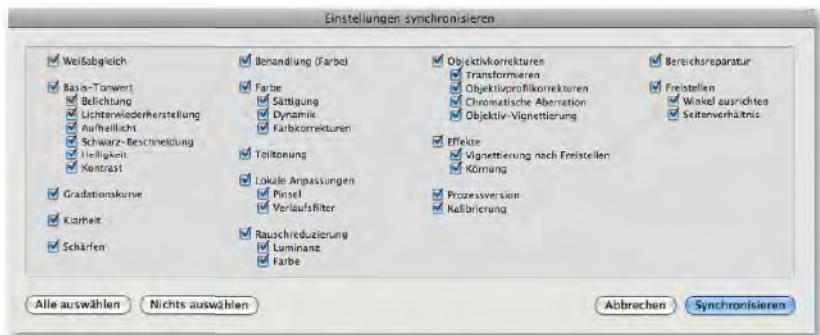 Einstellungen synchronisieren
Weißabgleich
Basis-Tonwert
Belichtung
Lichterwiederherstellung
Aufhelllicht
Schwarz-Beschneidung
Helligkeit
Kontrast
Gradationskurve
Klarheit
Schärfen
Behandlung (Farbe)
Farbe
Sättigung
Dynamik
Farbkorrekturen
Teiltonung
Lokale Anpassungen
Pinsel
Verlaufsfilter
Rauschreduzierung
Luminanz
Farbe
Objektivkorrekturen
Transformieren
Objektivprofilkorrekturen
Chromatische Aberration
Objektiv-Vignettierung
Effekte
Vignettierung nach Freistellen
Körnung
Prozessversion
Kalibrierung
Bereichsreparatur
Freistellen
Winkel ausrichten
Seitenverhältnis
Alle auswählen
Nichts auswählen
Abbrechen
Synchronisieren